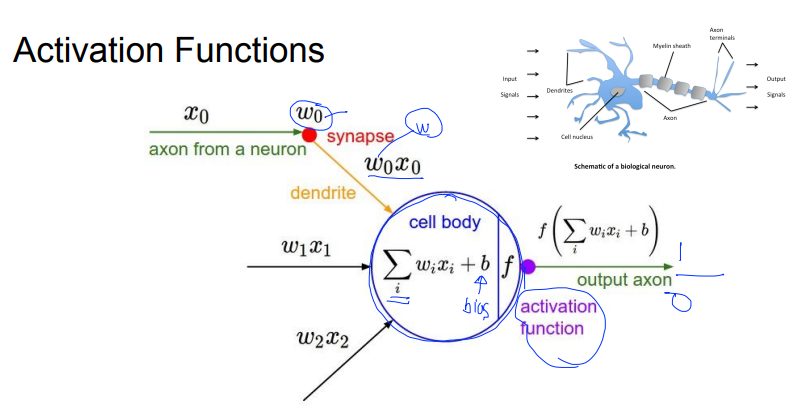 Activation Functions
Axon
terminals
Myelin sheath
Input
Signals
Dendrites
Output
Signals
Axon
Cell nucleus
Schematic of a biological neuron.
x₀
w₀
w
synapse
axon from a neuron
w₀x₀
dendrite
cell body
f(∑ᵢ wᵢxᵢ + b)
w₁x₁
∑ᵢ wᵢxᵢ + b
f
output axon
1
0
bias
activation
function
w₂x₂